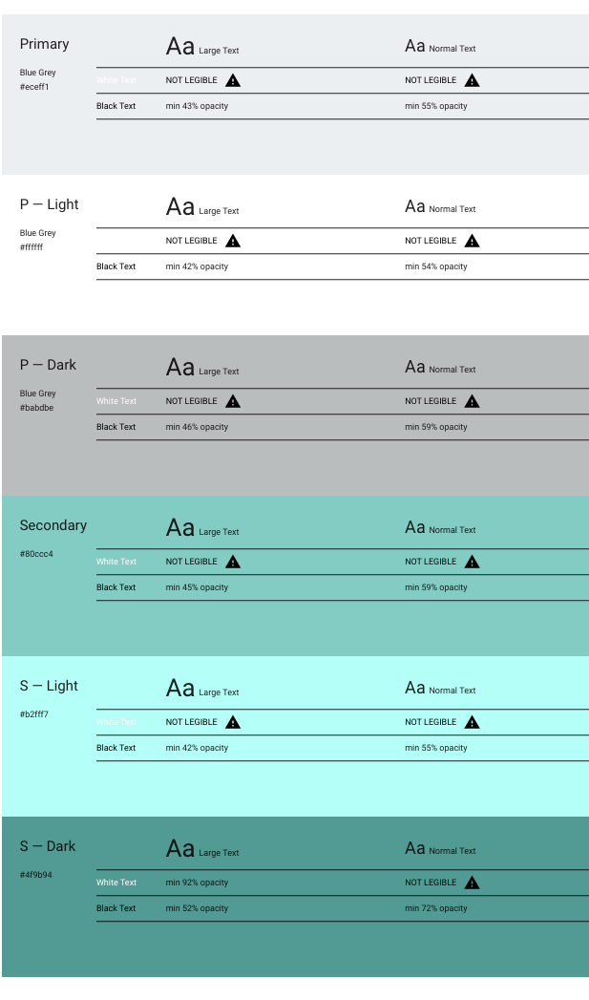 Primary
Aa Large Text
Aa Normal Text
Blue Grey
#eceff1
White Text
NOT LEGIBLE
NOT LEGIBLE
Black Text
min 43% opacity
min 55% opacity
P — Light
Aa Large Text
Aa Normal Text
Blue Grey
#ffffff
NOT LEGIBLE
NOT LEGIBLE
Black Text
min 42% opacity
min 54% opacity
P — Dark
Aa Large Text
Aa Normal Text
Blue Grey
#babdbe
White Text
NOT LEGIBLE
NOT LEGIBLE
Black Text
min 46% opacity
min 59% opacity
Secondary
Aa Large Text
Aa Normal Text
#80ccc4
White Text
NOT LEGIBLE
NOT LEGIBLE
Black Text
min 45% opacity
min 59% opacity
S — Light
Aa Large Text
Aa Normal Text
#b2fff7
White Text
NOT LEGIBLE
NOT LEGIBLE
Black Text
min 42% opacity
min 55% opacity
S — Dark
Aa Large Text
Aa Normal Text
#4f9b94
White Text
min 92% opacity
NOT LEGIBLE
Black Text
min 52% opacity
min 72% opacity